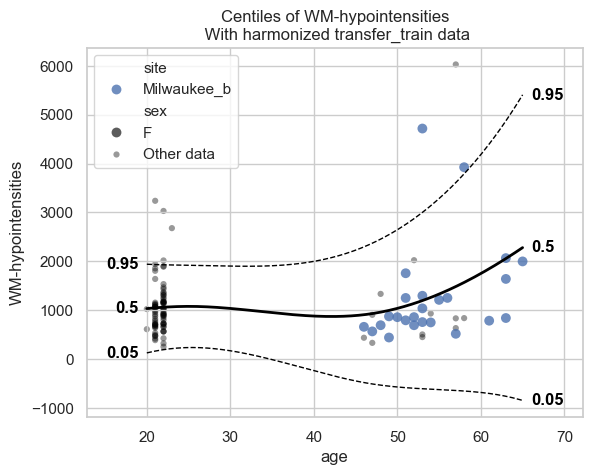 Centiles of WM-hypointensities
With harmonized transfer_train data
WM-hypointensities
6000
5000
4000
3000
2000
1000
0
−1000
site
Milwaukee_b
sex
F
Other data
0.95
0.5
0.05
0.95
0.5
0.05
20
30
40
50
60
70
age